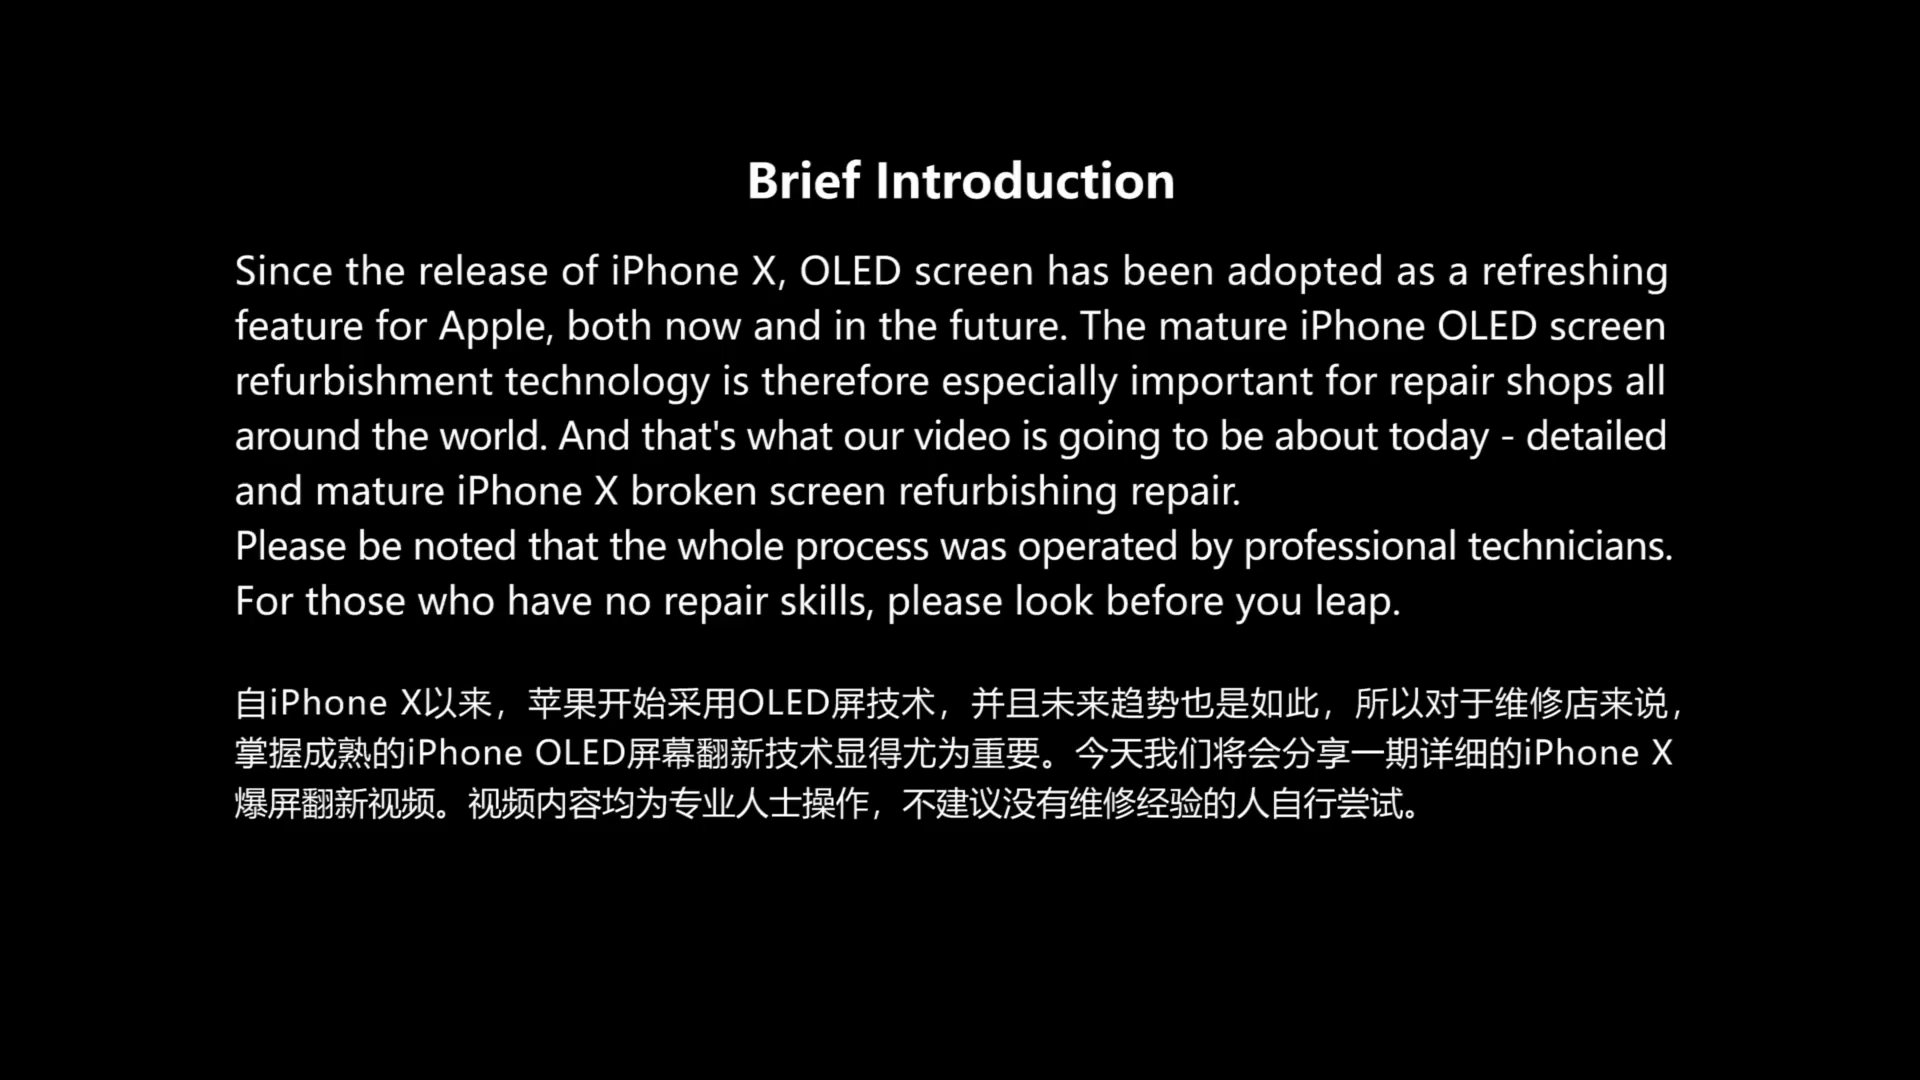 Brief Introduction
Since the release of iPhone X, OLED screen has been adopted as a refreshing
feature for Apple, both now and in the future. The mature iPhone OLED screen
refurbishment technology is therefore especially important for repair shops all
around the world. And that's what our video is going to be about today - detailed
and mature iPhone X broken screen refurbishing repair.
Please be noted that the whole process was operated by professional technicians.
For those who have no repair skills, please look before you leap.
自iPhone X以来，苹果开始采用OLED屏技术，并且未来趋势也是如此，所以对于维修店来说，
掌握成熟的iPhone OLED屏幕翻新技术显得尤为重要。今天我们将会分享一期详细的iPhone X
爆屏翻新视频。视频内容均为专业人士操作，不建议没有维修经验的人自行尝试。